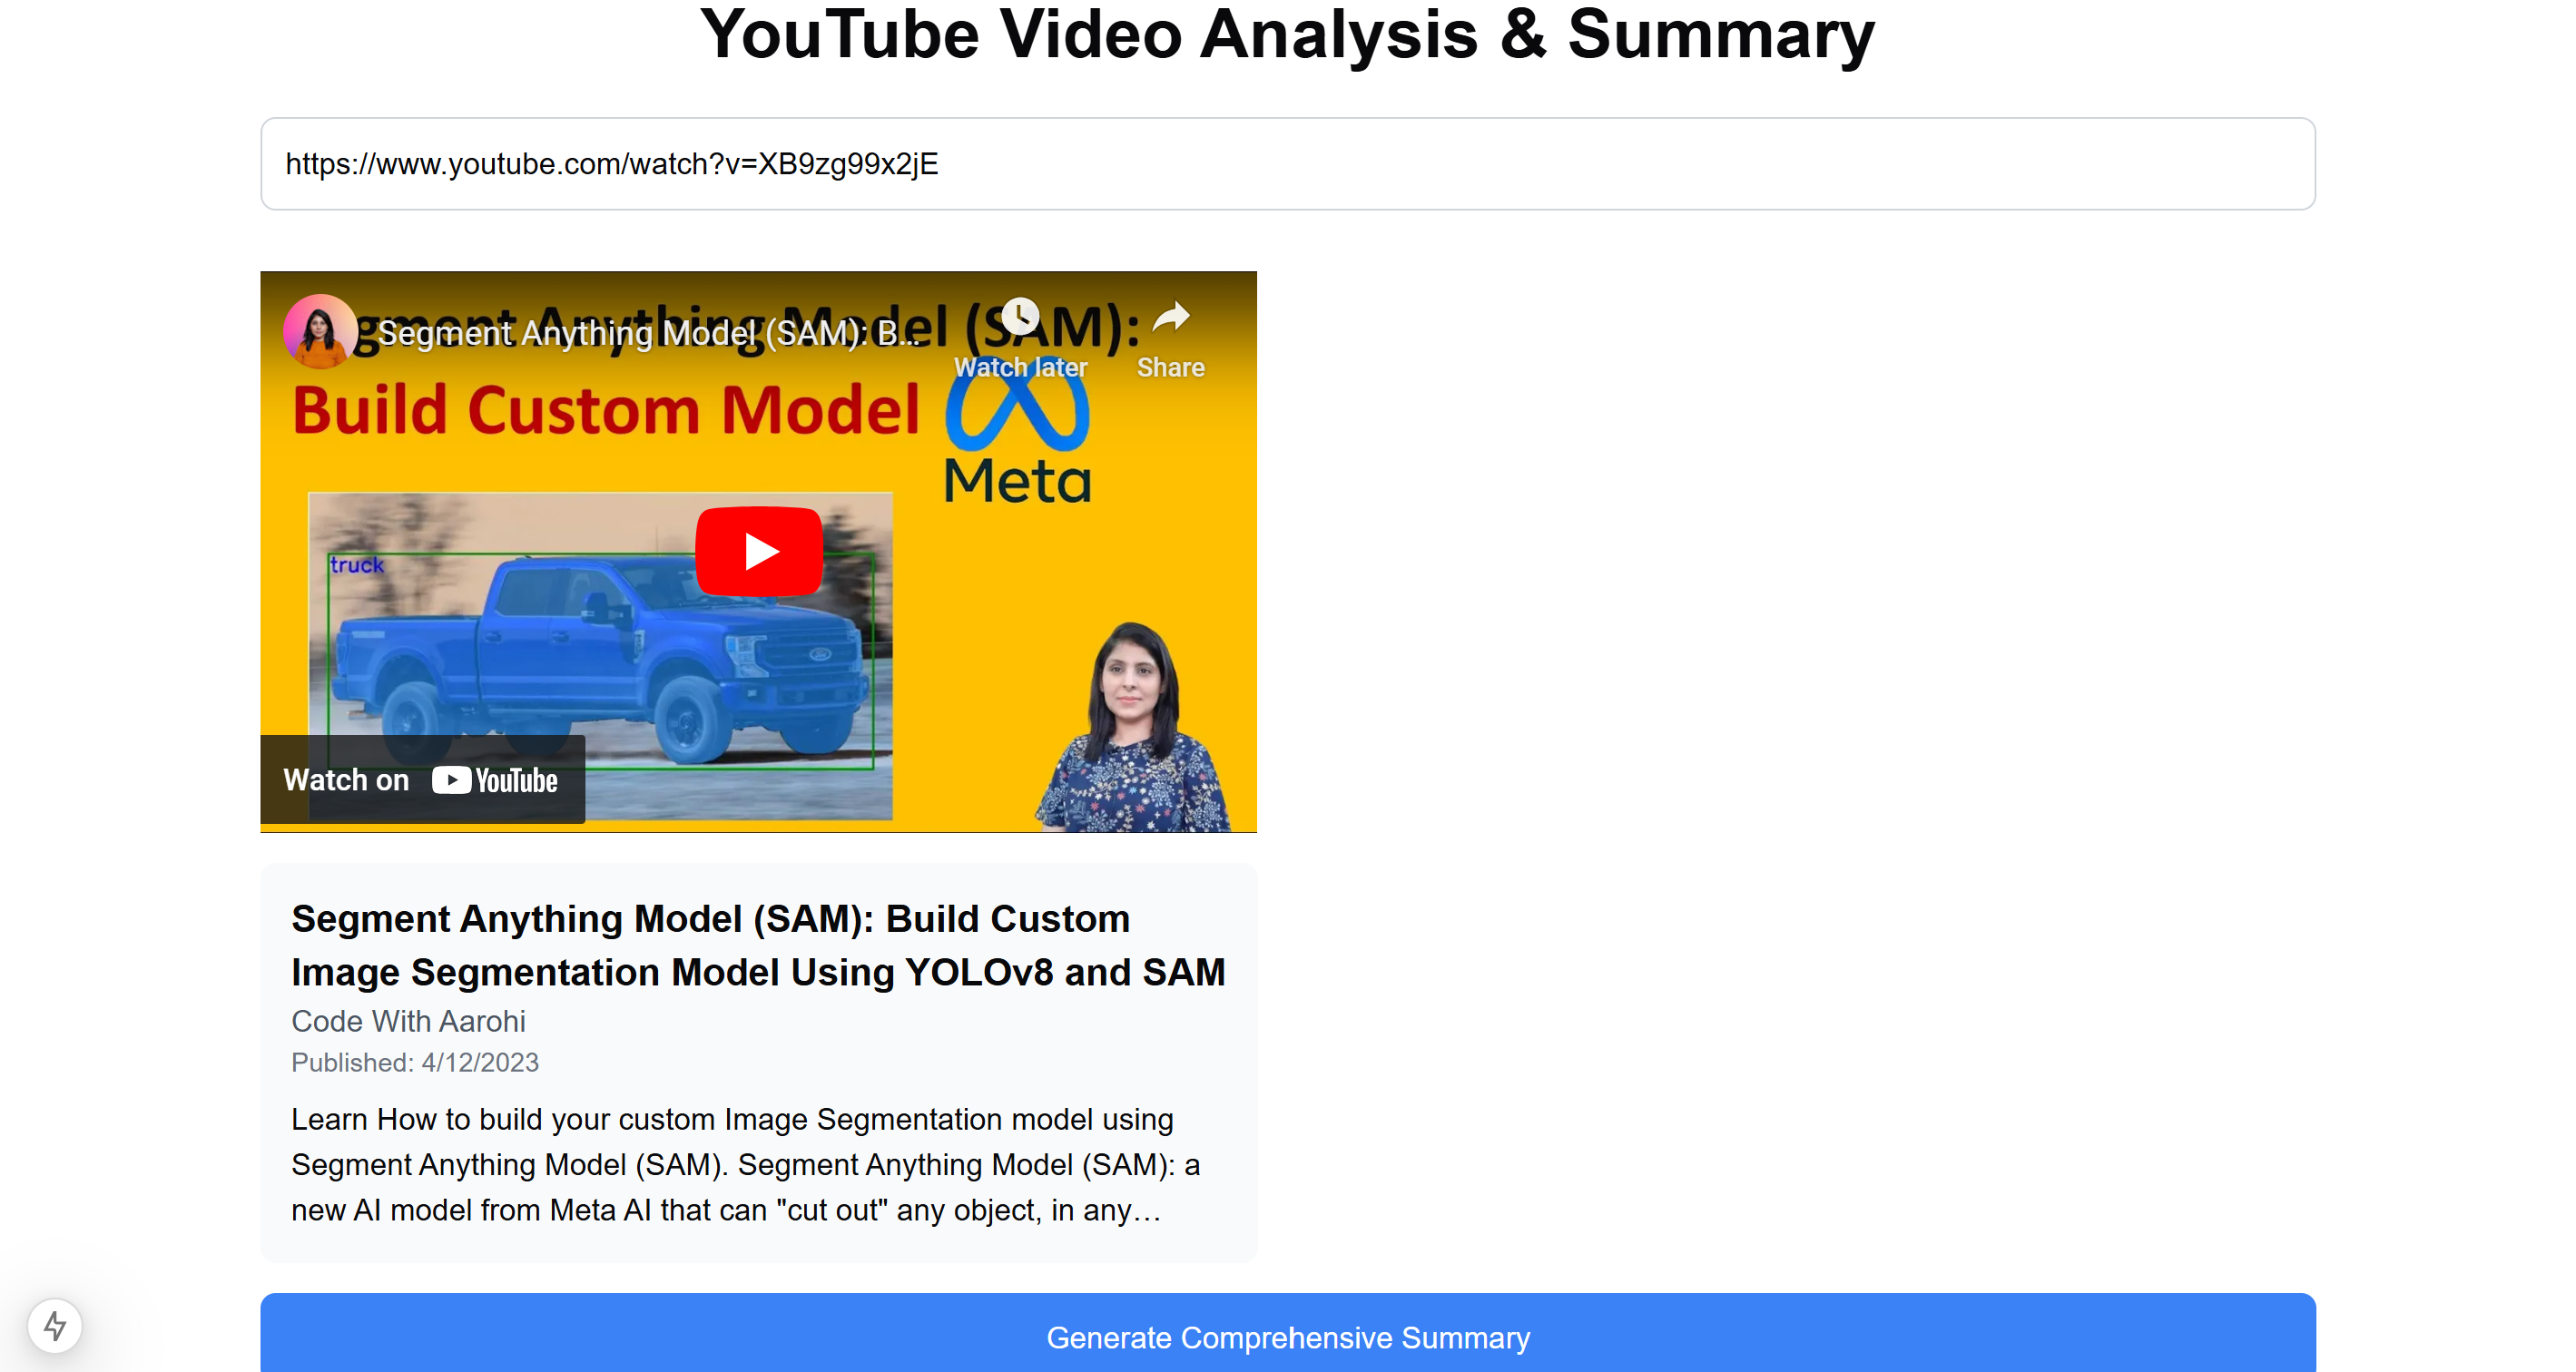 YouTube Video Analysis & Summary
https://www.youtube.com/watch?v=XB9zg99x2jE
Segment Anything Model (SAM): B...
gment Anything Model (SAM):
Watch later
Share
Build Custom Model
Meta
truck
Watch on YouTube
Segment Anything Model (SAM): Build Custom
Image Segmentation Model Using YOLOv8 and SAM
Code With Aarohi
Published: 4/12/2023
Learn How to build your custom Image Segmentation model using
Segment Anything Model (SAM). Segment Anything Model (SAM): a
new AI model from Meta AI that can "cut out" any object, in any…
Generate Comprehensive Summary